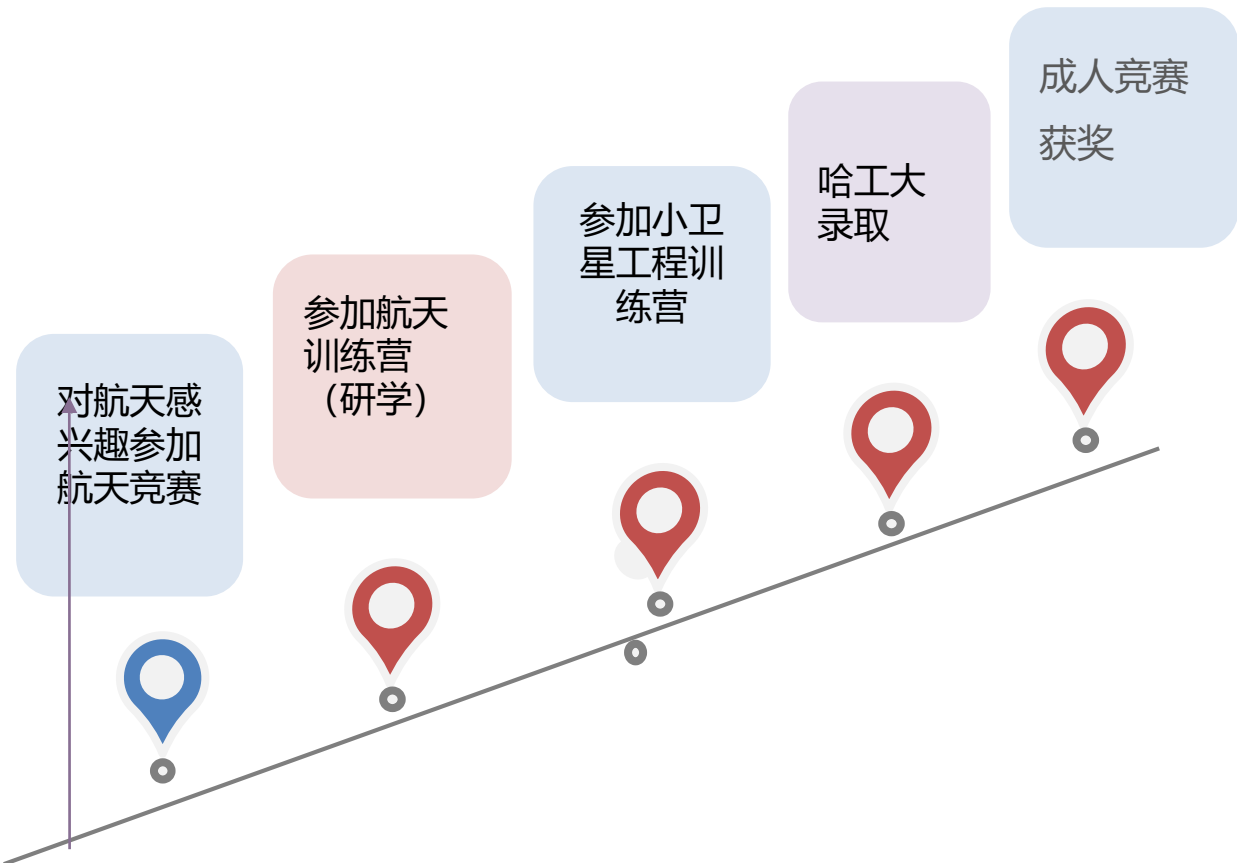 对航天感
兴趣参加
航天竞赛
参加航天
训练营
（研学）
参加小卫
星工程训
练营
哈工大
录取
成人竞赛
获奖